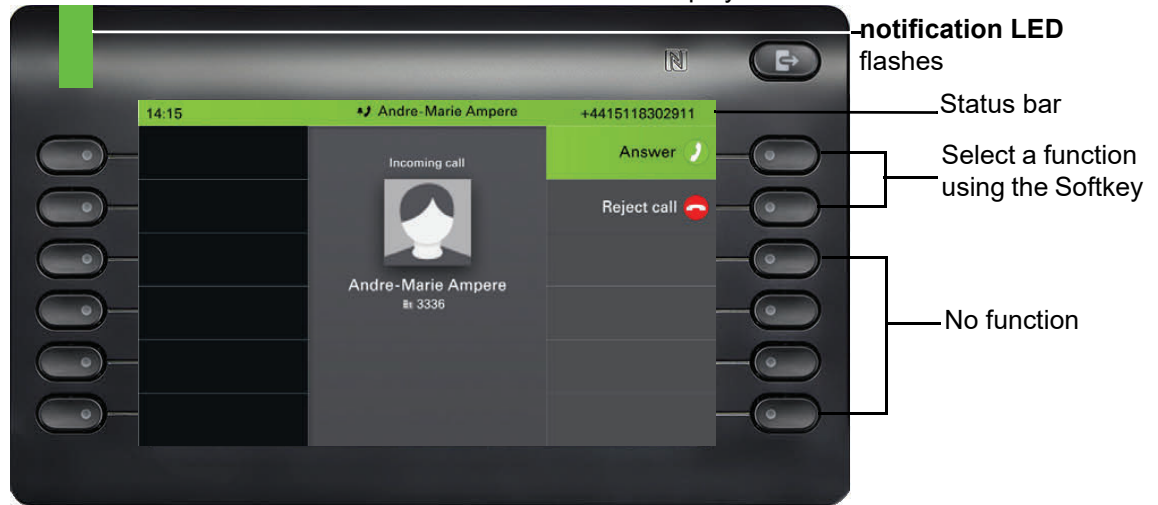 notification LED
flashes
14:15
Andre-Marie Ampere
+4415118302911
Status bar
Incoming call
Answer
Select a function
using the Softkey
Reject call
Andre-Marie Ampere
3336
No function